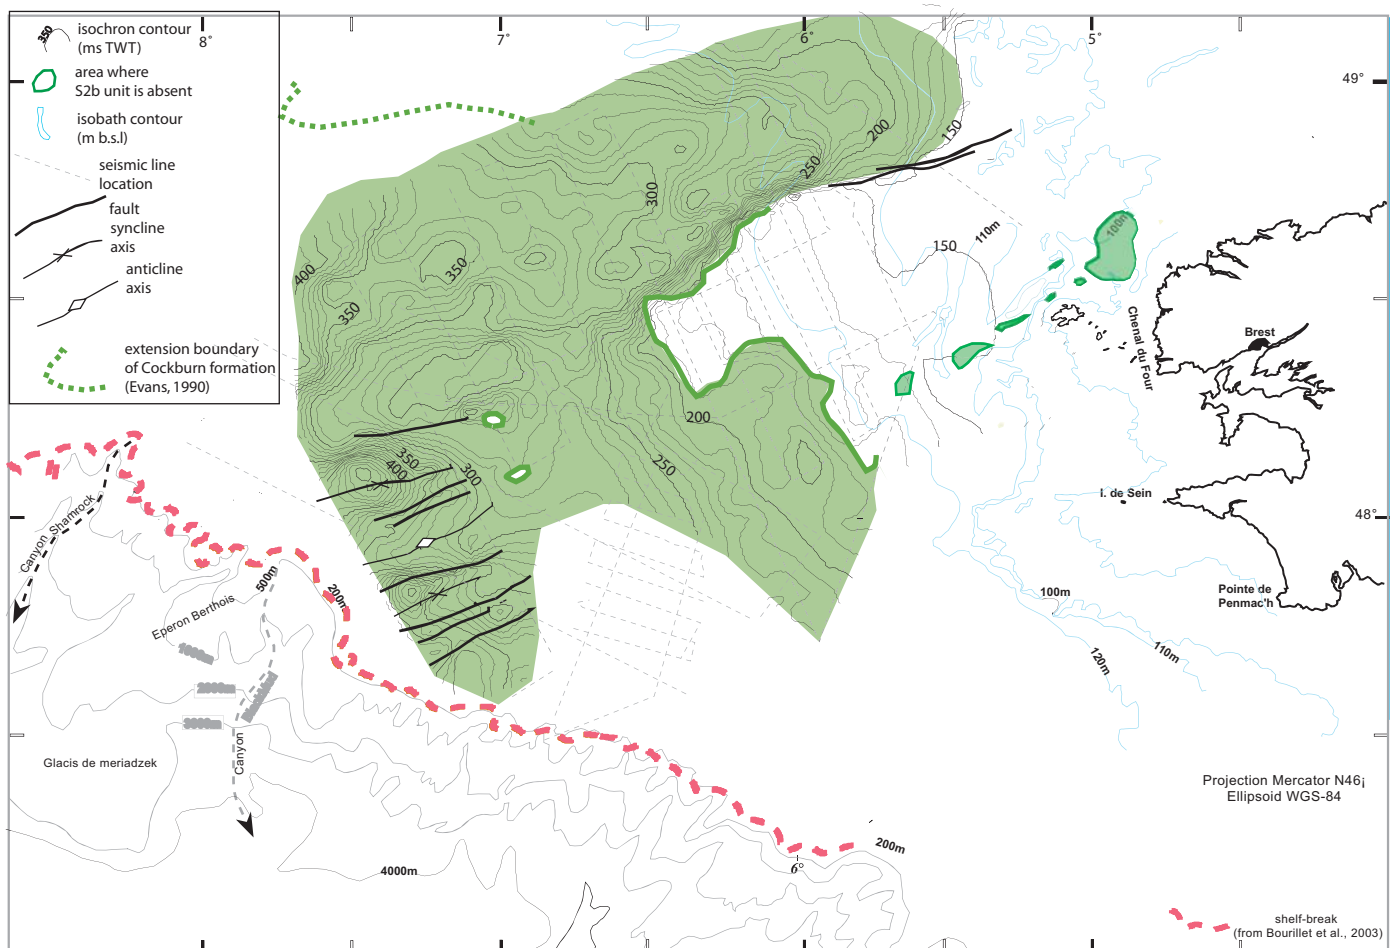 350
isochron contour
(ms TWT)
area where
S2b unit is absent
isobath contour
(m b.s.l)
seismic line
location
fault
syncline
axis
anticline
axis
extension boundary
of Cockburn formation
(Evans, 1990)
8°
7°
6°
5°
49°
200
150
250
300
400
350
350
110m
150
100m
Chenal du Four
Brest
200
250
350
400
300
I. de Sein
48°
Canyon Shamrock
500m
200m
Eperon Berthois
Pointe de
Penmac'h
100m
110m
120m
1000m
2000m
3000m
Canyon
Glacis de meriadzek
Projection Mercator N46¡
Ellipsoid WGS-84
200m
6°
4000m
shelf-break
(from Bourillet et al., 2003)